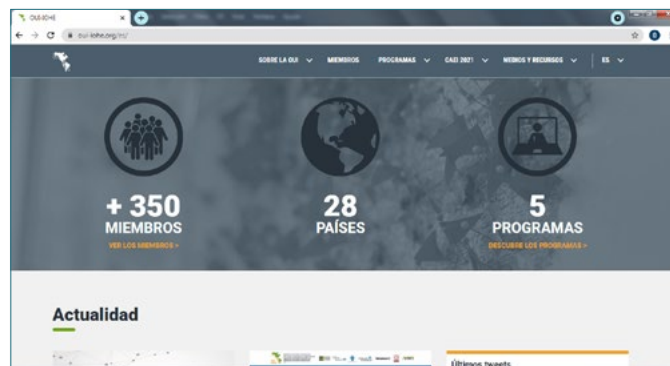 OUI-IOHE
oui-iohe.org/es/
SOBRE LA OUI
MIEMBROS
PROGRAMAS
CAEI 2021
MEDIOS Y RECURSOS
ES
+ 350
MIEMBROS
VER LOS MIEMBROS >
28
PAÍSES
5
PROGRAMAS
DESCUBRE LOS PROGRAMAS >
Actualidad
Últimos tweets